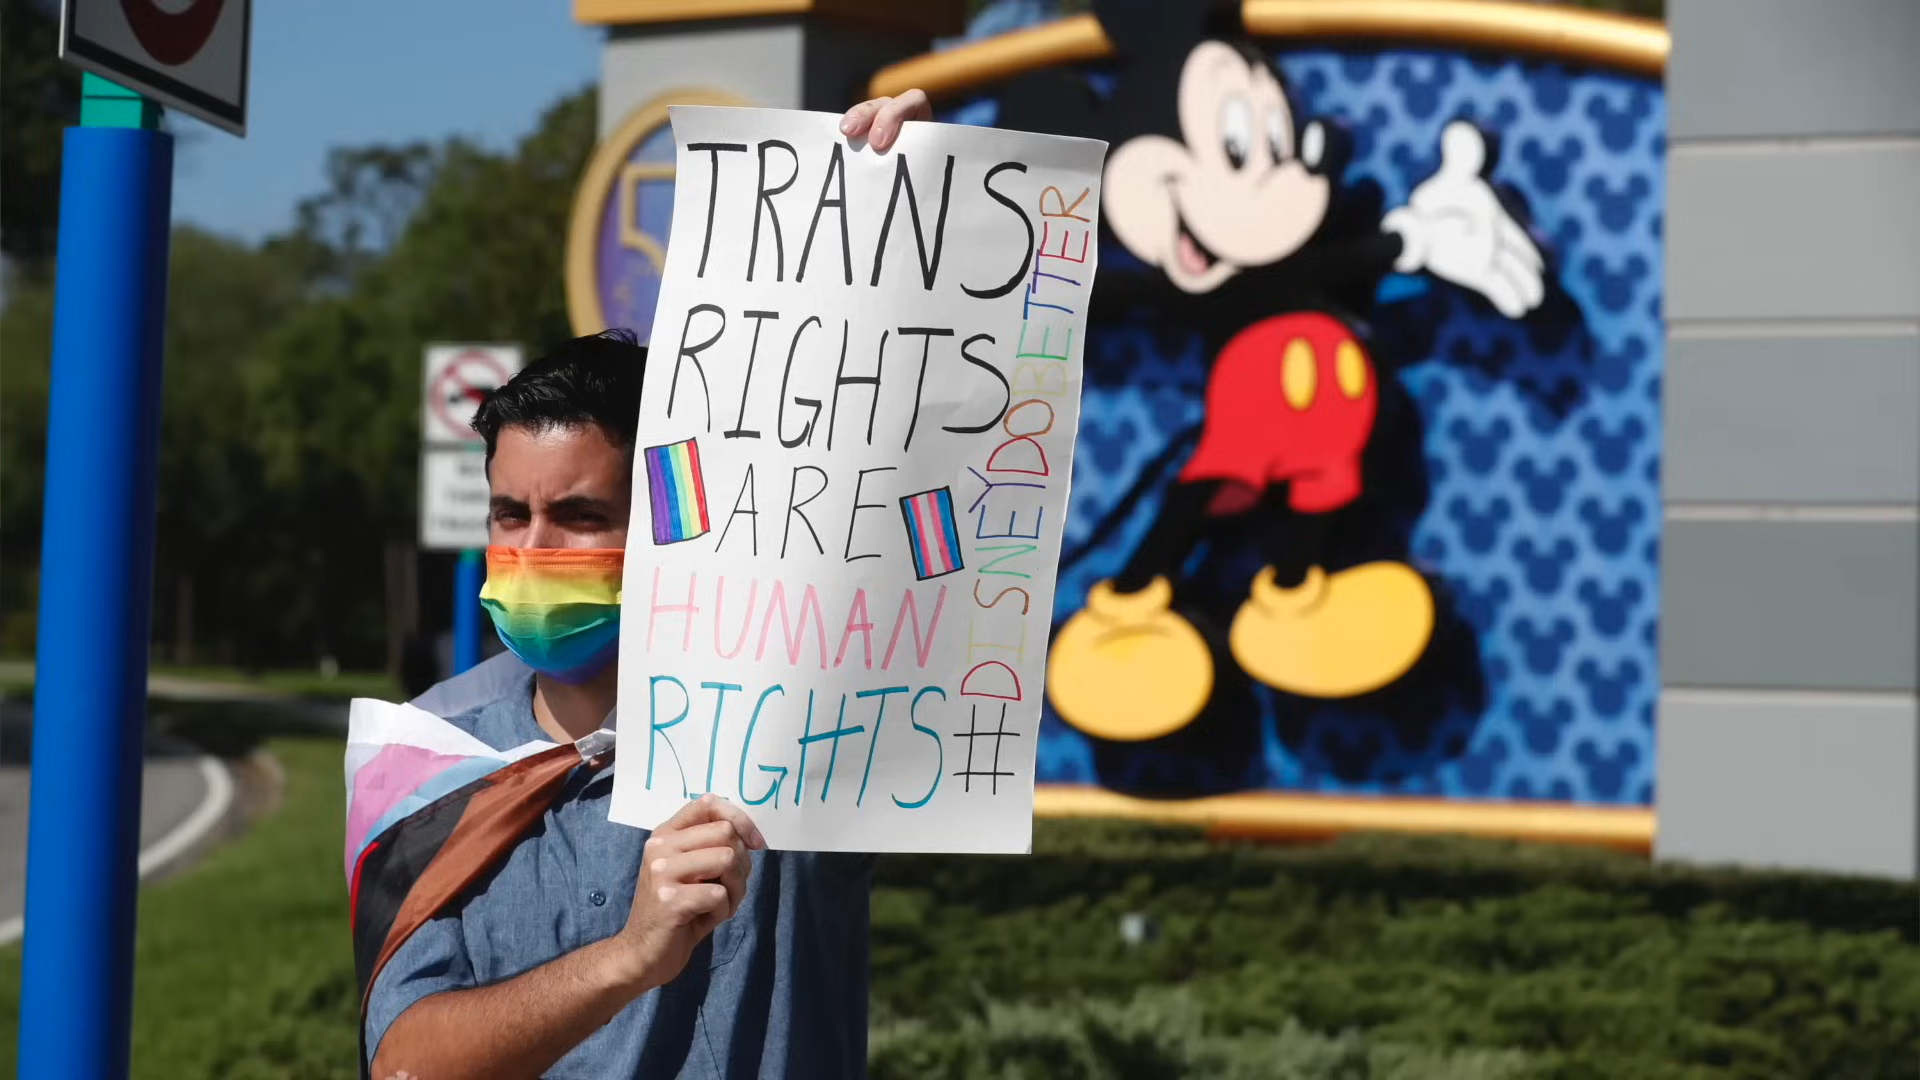 TRANS
RIGHTS
ARE
HUMAN
RIGHTS
#DISNEYDOBETTER